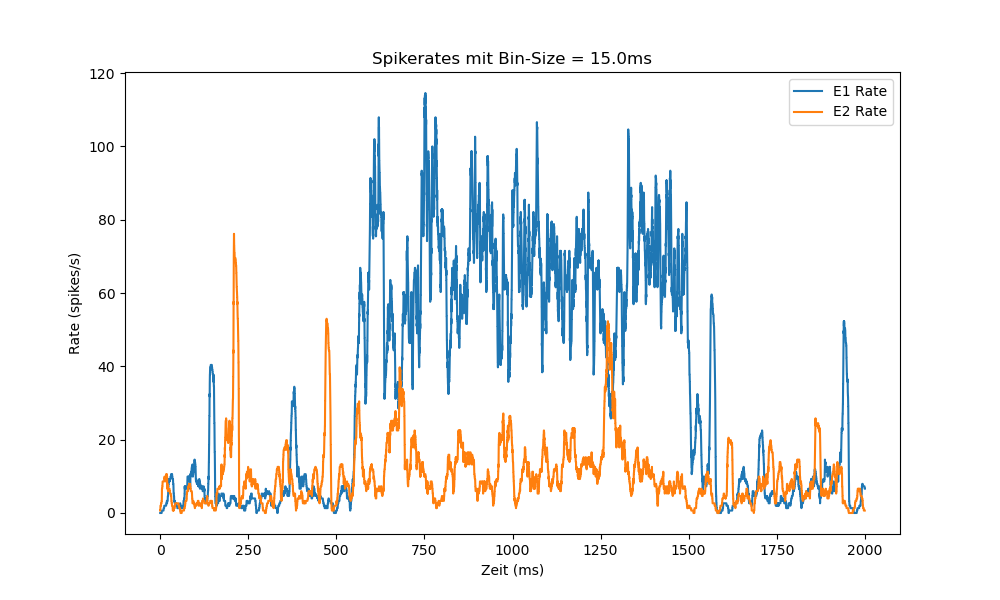 Spikerates mit Bin-Size = 15.0ms
E1 Rate
E2 Rate
120
100
80
60
40
20
0
Rate (spikes/s)
0 250 500 750 1000 1250 1500 1750 2000
Zeit (ms)